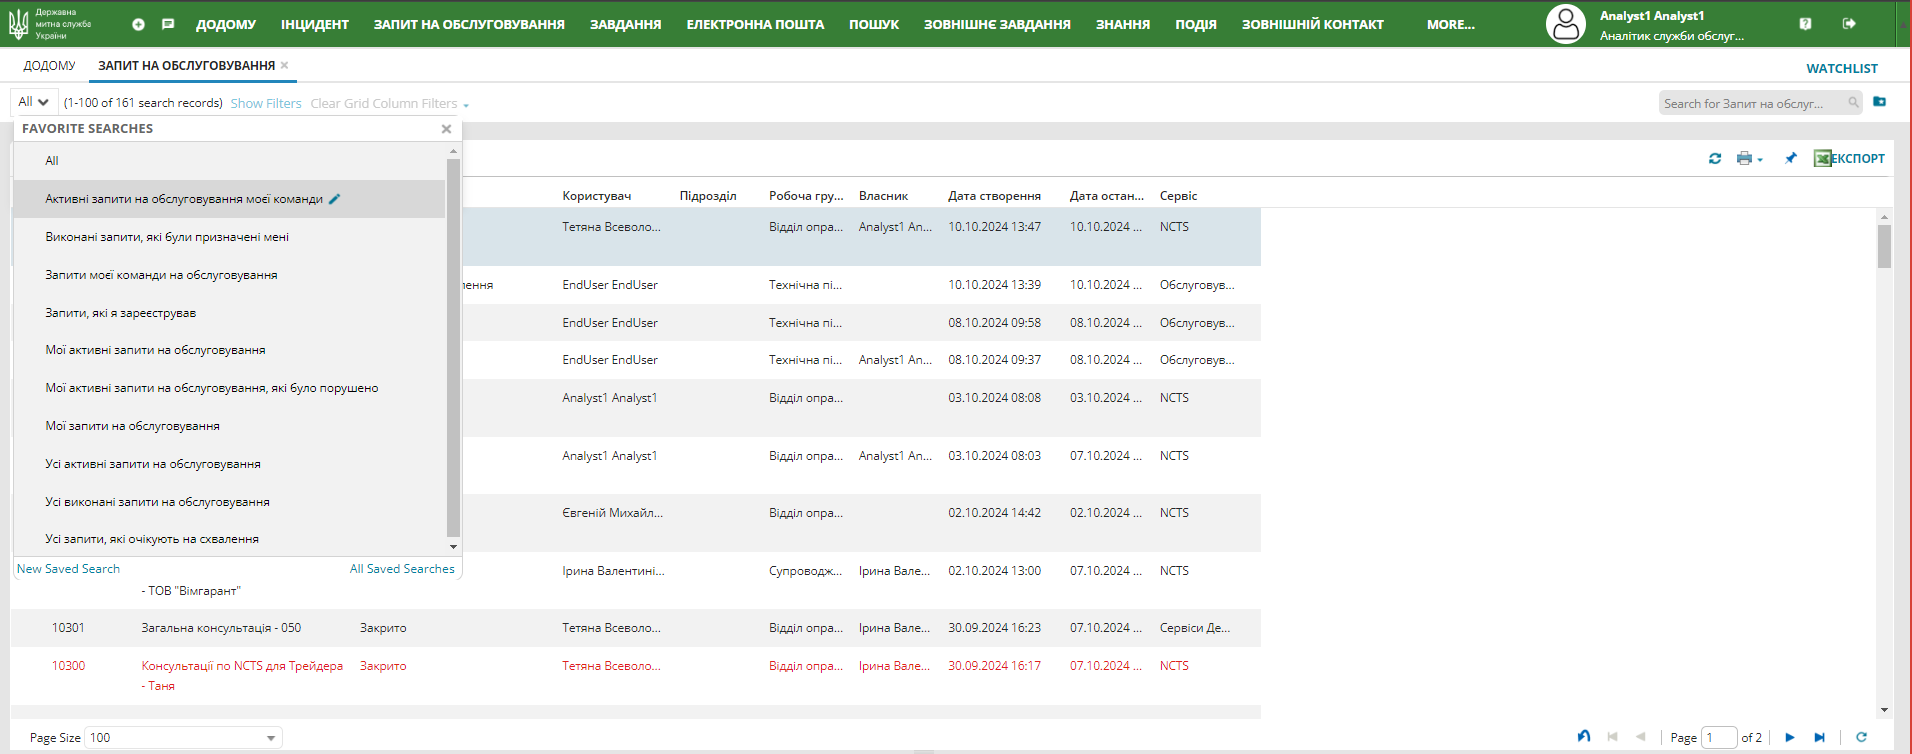 Державна
митна служба
України
ДОДОМУ ІНЦИДЕНТ ЗАПИТ НА ОБСЛУГОВУВАННЯ ЗАВДАННЯ ЕЛЕКТРОННА ПОШТА ПОШУК ЗОВНІШНЄ ЗАВДАННЯ ЗНАННЯ ПОДІЯ ЗОВНІШНІЙ КОНТАКТ MORE...
Analyst1 Analyst1
Аналітик служби обслуг...
ДОДОМУ ЗАПИТ НА ОБСЛУГОВУВАННЯ
WATCHLIST
All (1-100 of 161 search records) Show Filters Clear Grid Column Filters
Search for Запит на обслуг...
FAVORITE SEARCHES
All
Активні запити на обслуговування моєї команди
Виконані запити, які були призначені мені
Запити моєї команди на обслуговування
Запити, які я зареєстрував
Мої активні запити на обслуговування
Мої активні запити на обслуговування, які було порушено
Мої запити на обслуговування
Усі активні запити на обслуговування
Усі виконані запити на обслуговування
Усі запити, які очікують на схвалення
New Saved Search All Saved Searches
ЕКСПОРТ
Користувач Підрозділ Робоча гру... Власник Дата створення Дата остан... Сервіс
Тетяна Всеволо... Відділ опра... Analyst1 An... 10.10.2024 13:47 10.10.2024 ... NCTS
лення EndUser EndUser Технічна пі... 10.10.2024 13:39 10.10.2024 ... Обслуговув...
EndUser EndUser Технічна пі... 08.10.2024 09:58 08.10.2024 ... Обслуговув...
EndUser EndUser Технічна пі... Analyst1 An... 08.10.2024 09:37 08.10.2024 ... Обслуговув...
Analyst1 Analyst1 Відділ опра... 03.10.2024 08:08 03.10.2024 ... NCTS
Analyst1 Analyst1 Відділ опра... Analyst1 An... 03.10.2024 08:03 07.10.2024 ... NCTS
Євгеній Михайл... Відділ опра... 02.10.2024 14:42 02.10.2024 ... NCTS
Ірина Валентині... Супроводж... Ірина Вале... 02.10.2024 13:00 07.10.2024 ... NCTS
- ТОВ "Вімгарант"
10301 Загальна консультація - 050 Закрито Тетяна Всеволо... Відділ опра... Ірина Вале... 30.09.2024 16:23 07.10.2024 ... Сервіси Де...
10300 Консультації по NCTS для Трейдера Закрито Тетяна Всеволо... Відділ опра... Ірина Вале... 30.09.2024 16:17 07.10.2024 ... NCTS
- Таня
Page Size 100
Page 1 of 2